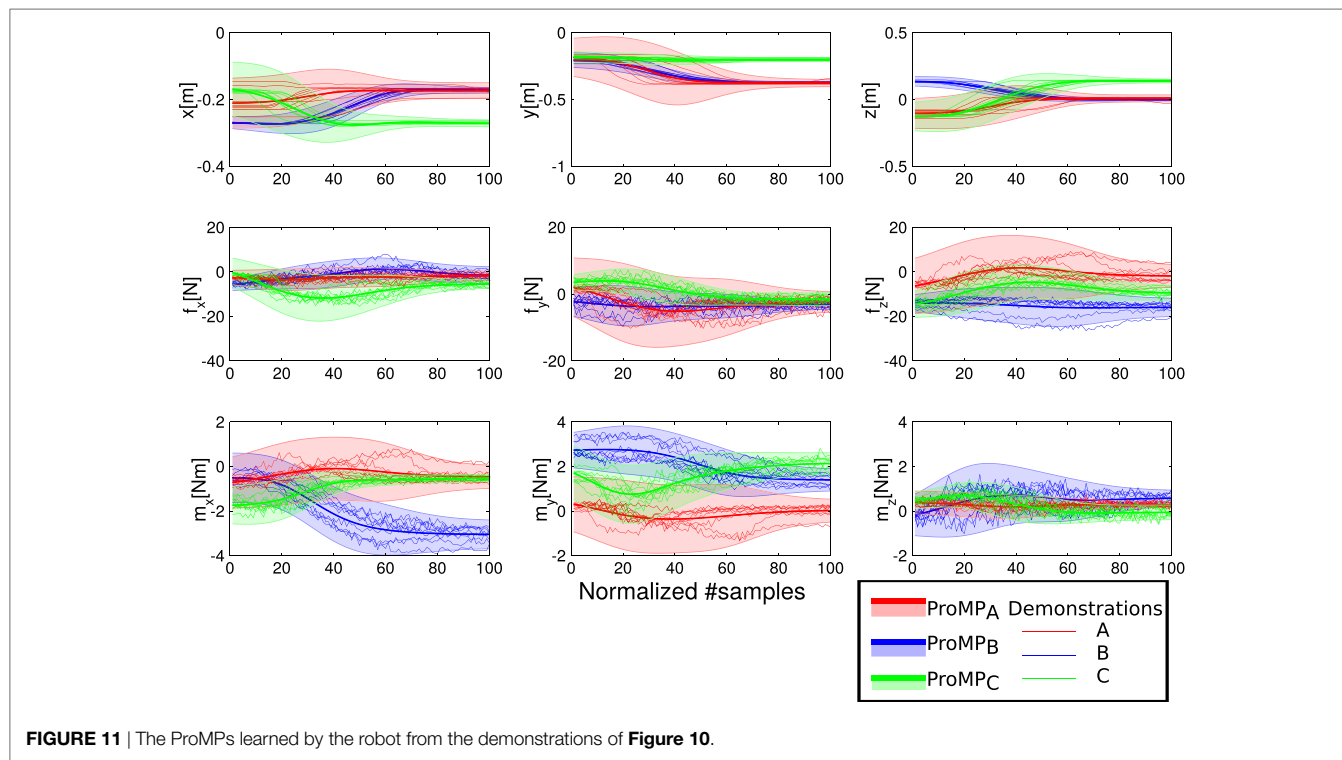 0
-0.2
-0.4
x[m]
0 20 40 60 80 100
0
-0.5
-1
y[m]
0 20 40 60 80 100
0.5
0
-0.5
z[m]
0 20 40 60 80 100
20
0
-20
-40
f_x[N]
0 20 40 60 80 100
20
0
-20
f_y[N]
0 20 40 60 80 100
20
0
-20
-40
f_z[N]
0 20 40 60 80 100
2
0
-2
-4
m_x[Nm]
0 20 40 60 80 100
4
2
0
-2
m_y[Nm]
0 20 40 60 80 100
4
2
0
-2
m_z[Nm]
0 20 40 60 80 100
Normalized #samples
ProMP_A Demonstrations
A
ProMP_B B
ProMP_C C
FIGURE 11 | The ProMPs learned by the robot from the demonstrations of Figure 10.